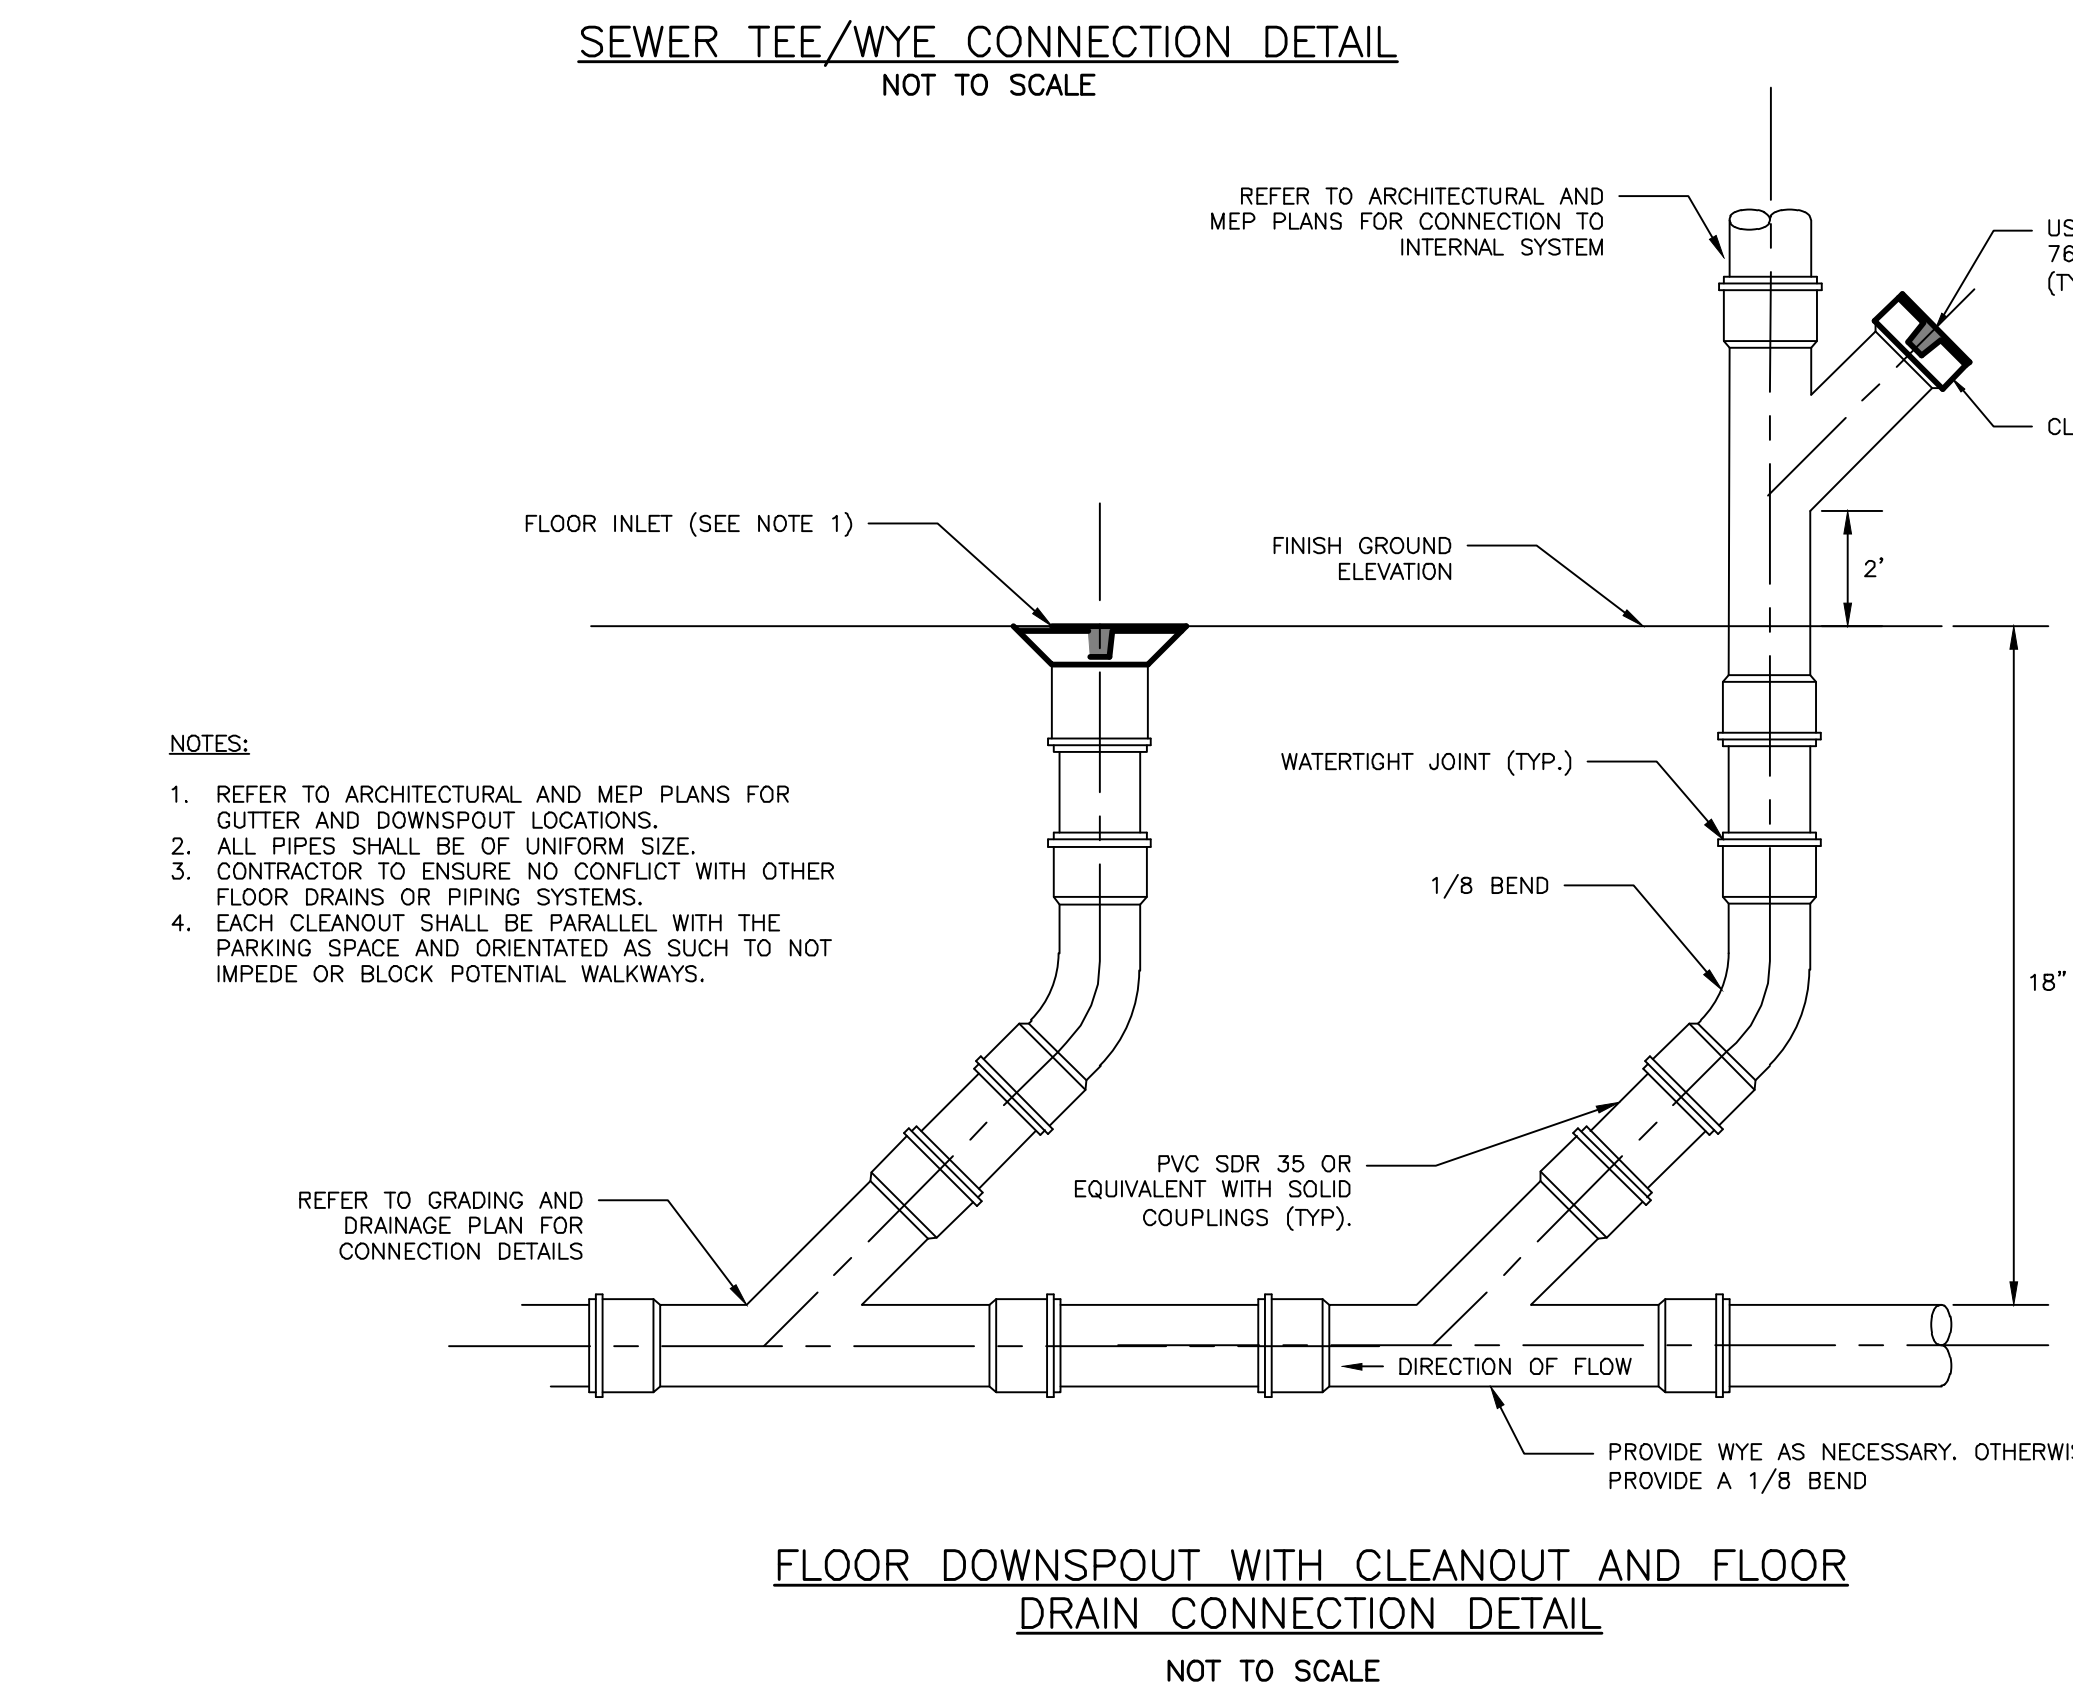 SEWER TEE/WYE CONNECTION DETAIL
NOT TO SCALE
REFER TO ARCHITECTURAL AND
MEP PLANS FOR CONNECTION TO
INTERNAL SYSTEM
FLOOR INLET (SEE NOTE 1)
FINISH GROUND
ELEVATION
2'
NOTES:
1. REFER TO ARCHITECTURAL AND MEP PLANS FOR
GUTTER AND DOWNSPOUT LOCATIONS.
2. ALL PIPES SHALL BE OF UNIFORM SIZE.
3. CONTRACTOR TO ENSURE NO CONFLICT WITH OTHER
FLOOR DRAINS OR PIPING SYSTEMS.
4. EACH CLEANOUT SHALL BE PARALLEL WITH THE
PARKING SPACE AND ORIENTATED AS SUCH TO NOT
IMPEDE OR BLOCK POTENTIAL WALKWAYS.
WATERTIGHT JOINT (TYP.)
1/8 BEND
18"
PVC SDR 35 OR
EQUIVALENT WITH SOLID
COUPLINGS (TYP).
REFER TO GRADING AND
DRAINAGE PLAN FOR
CONNECTION DETAILS
DIRECTION OF FLOW
PROVIDE WYE AS NECESSARY.
PROVIDE A 1/8 BEND
FLOOR DOWNSPOUT WITH CLEANOUT AND FLOOR
DRAIN CONNECTION DETAIL
NOT TO SCALE